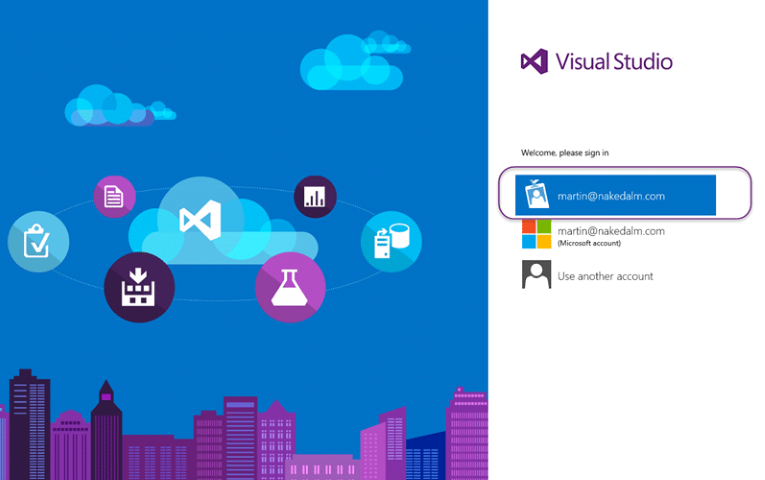 Visual Studio
Welcome, please sign in
martin@nakedalm.com
martin@nakedalm.com
(Microsoft account)
Use another account